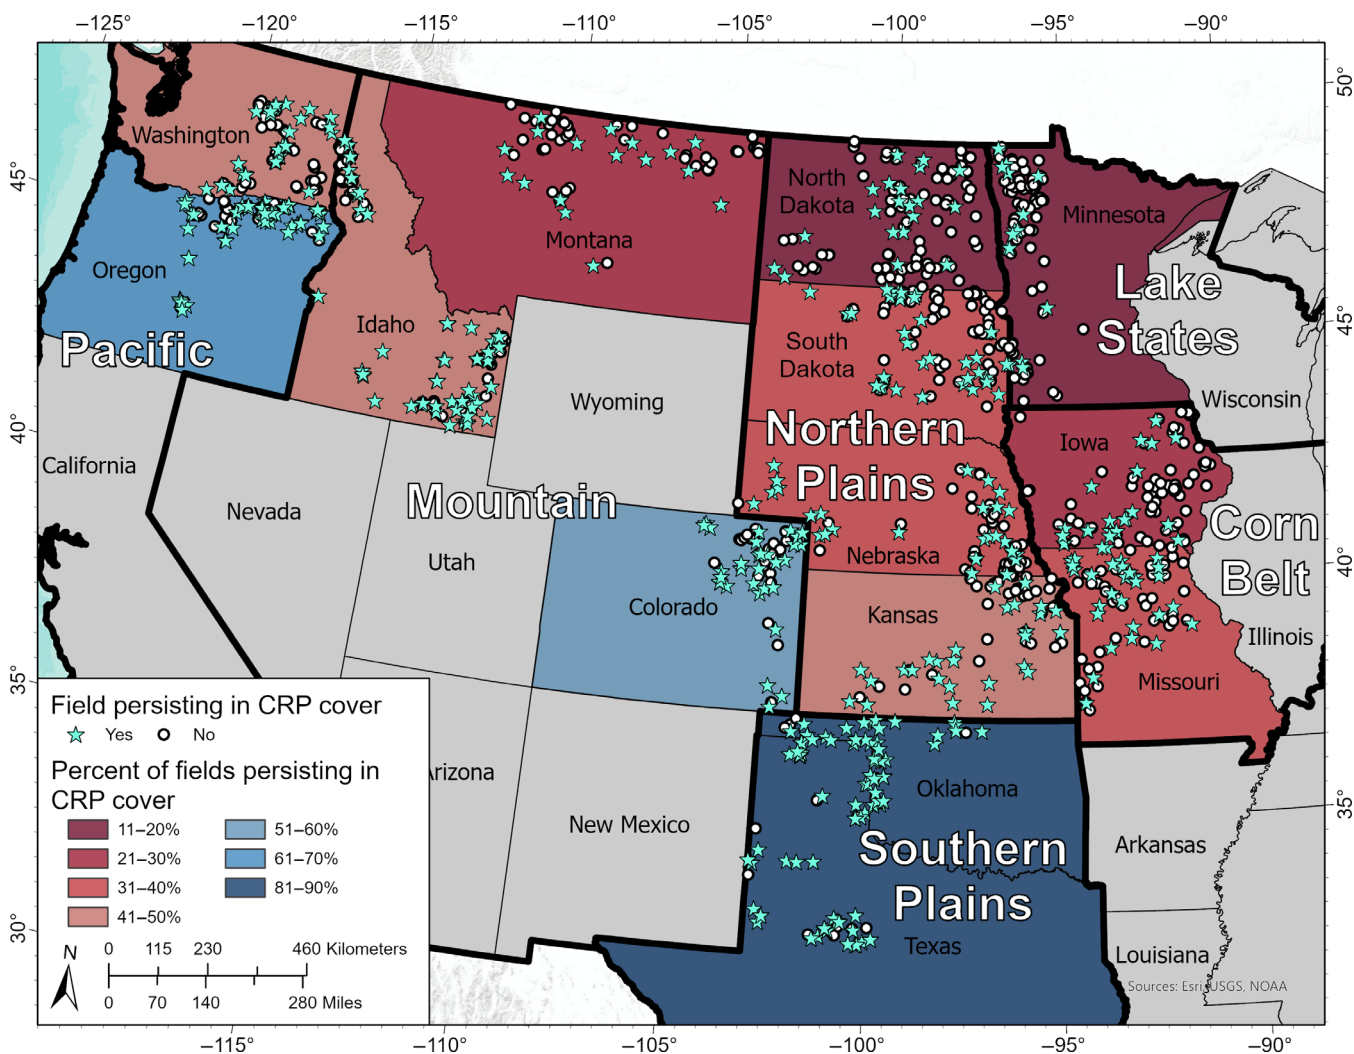 −125° −120° −115° −110° −105° −100° −95° −90°
50°
45°
45°
40°
40°
35°
35°
30°
Washington
North
Dakota
Minnesota
Montana
Oregon
Lake
States
Idaho
South
Dakota
Pacific
Wyoming
Wisconsin
Northern
Plains
Iowa
California
Mountain
Nevada
Corn
Belt
Utah
Nebraska
Colorado
Kansas
Illinois
Missouri
Arizona
Oklahoma
New Mexico
Arkansas
Southern
Plains
Texas
Louisiana
Sources: Esri, USGS, NOAA
Field persisting in CRP cover
Yes No
Percent of fields persisting in
CRP cover
11–20% 51–60%
21–30% 61–70%
31–40% 81–90%
41–50%
N
0 115 230 460 Kilometers
0 70 140 280 Miles
−115° −110° −105° −100° −95° −90°